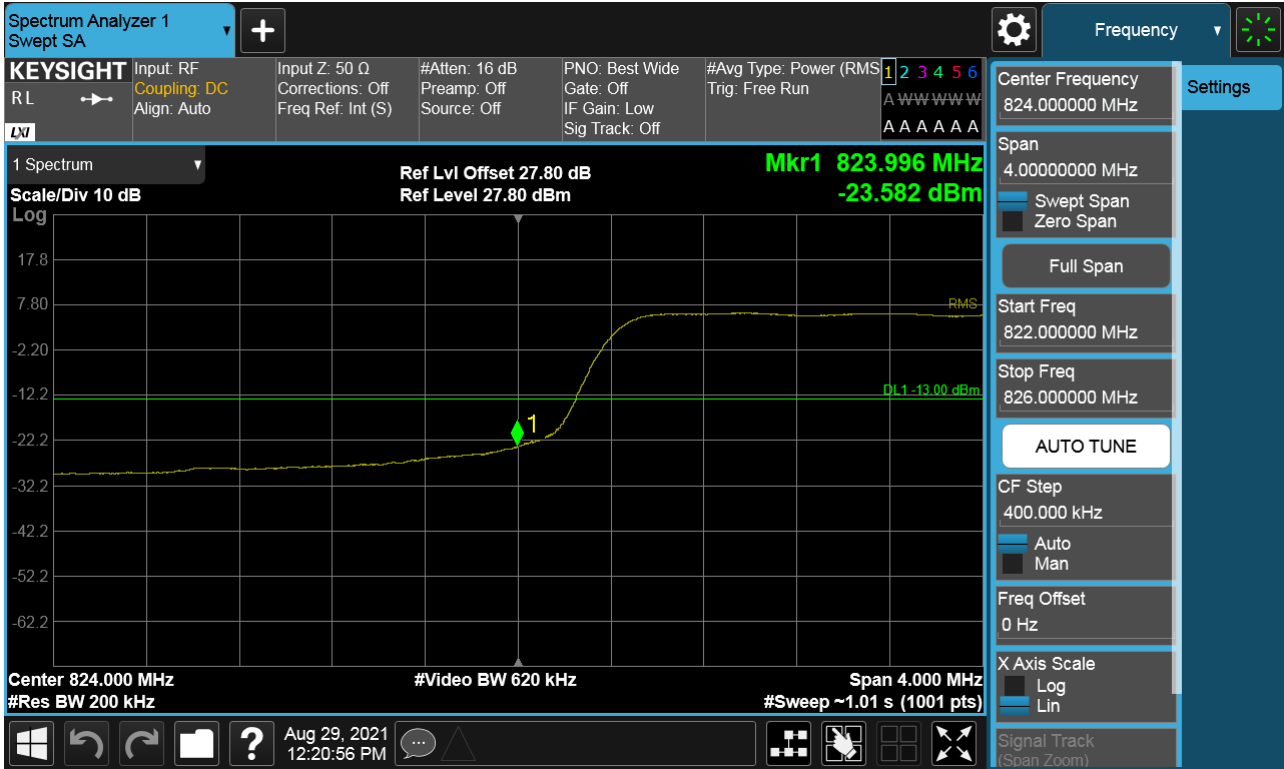 Spectrum Analyzer 1
Swept SA
Frequency
KEYSIGHT
R L
LXI
Input: RF
Coupling: DC
Align: Auto
Input Z: 50 Ω
Corrections: Off
Freq Ref: Int (S)
#Atten: 16 dB
Preamp: Off
Source: Off
PNO: Best Wide
Gate: Off
IF Gain: Low
Sig Track: Off
#Avg Type: Power (RMS
Trig: Free Run
1 2 3 4 5 6
A W W W W W
A A A A A A
1 Spectrum
Scale/Div 10 dB
Log
Ref Lvl Offset 27.80 dB
Ref Level 27.80 dBm
Mkr1 823.996 MHz
-23.582 dBm
17.8
7.80
-2.20
-12.2
-22.2
-32.2
-42.2
-52.2
-62.2
RMS
DL1 -13.00 dBm
1
Center 824.000 MHz
#Res BW 200 kHz
#Video BW 620 kHz
Span 4.000 MHz
#Sweep ~1.01 s (1001 pts)
Aug 29, 2021
12:20:56 PM
Center Frequency
824.000000 MHz
Span
4.00000000 MHz
Swept Span
Zero Span
Full Span
Start Freq
822.000000 MHz
Stop Freq
826.000000 MHz
AUTO TUNE
CF Step
400.000 kHz
Auto
Man
Freq Offset
0 Hz
X Axis Scale
Log
Lin
Signal Track
(Span Zoom)
Settings